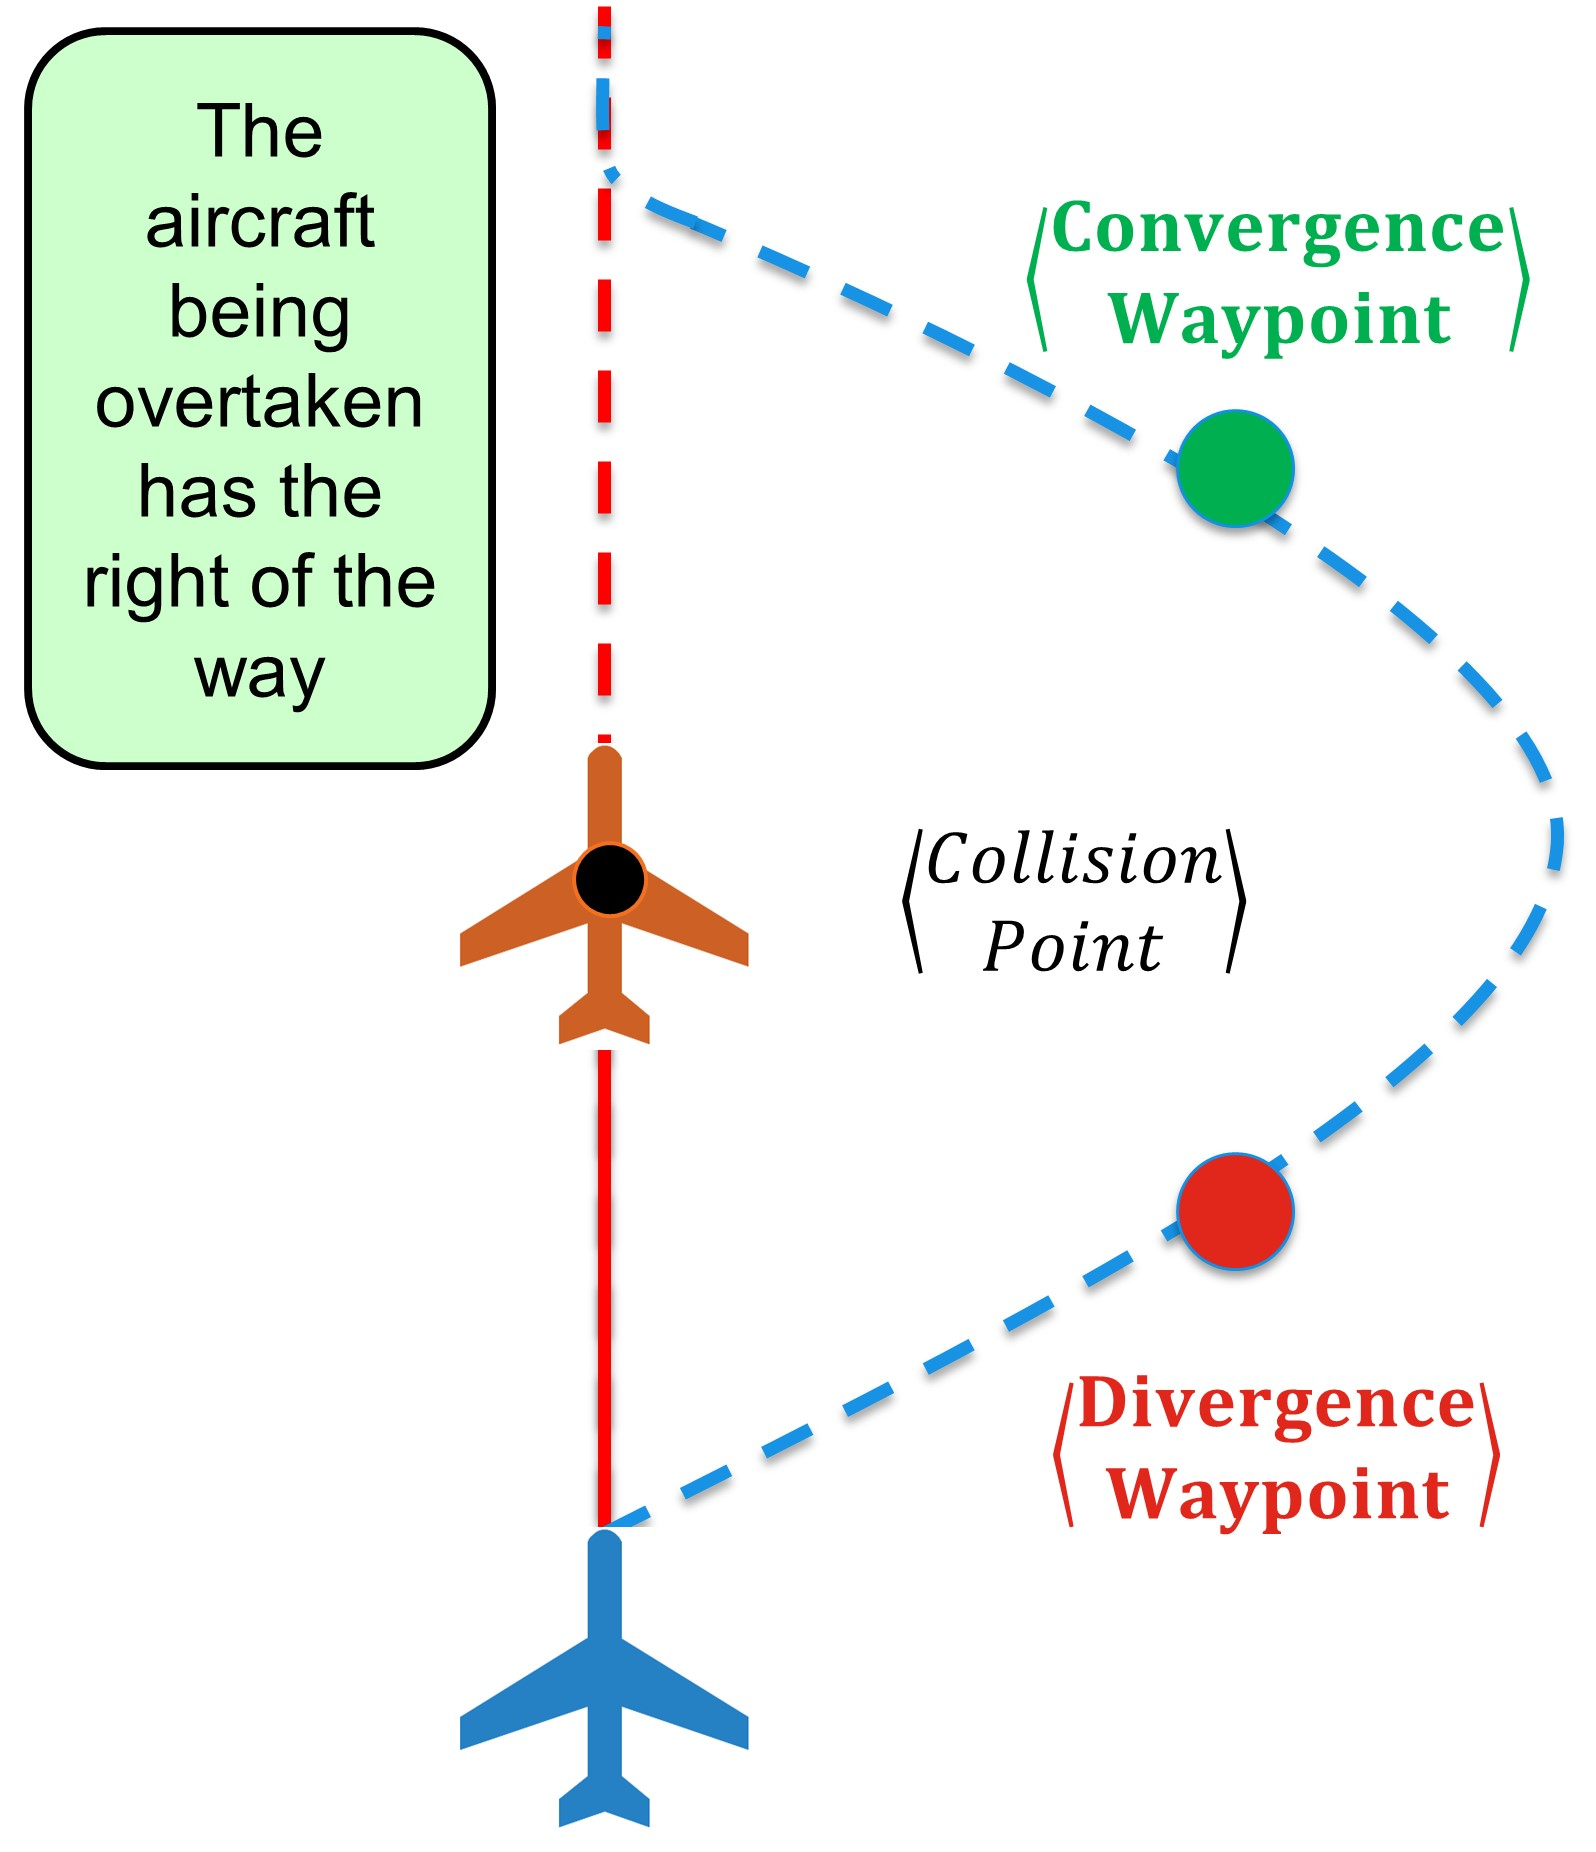 The
aircraft
being
overtaken
has the
right of the
way
Convergence
Waypoint
Collision
Point
Divergence
Waypoint